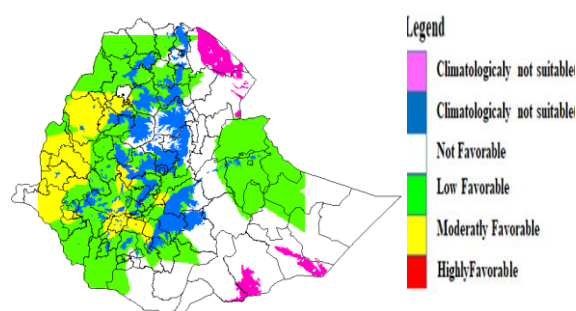 Legend
Climatologicaly not suitable(
Climatologicaly not suitable(
Not Favorable
Low Favorable
Moderatly Favorable
HighlyFavorable